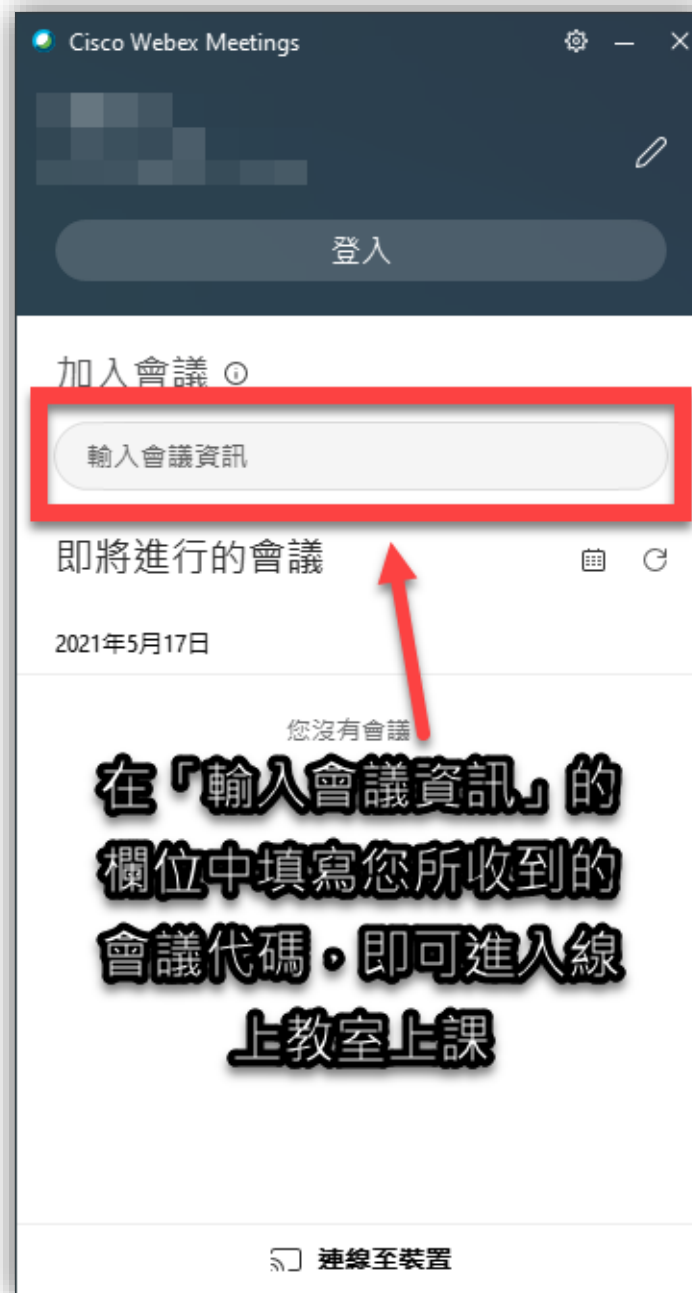 Cisco Webex Meetings
登入
加入會議
輸入會議資訊
即將進行的會議
2021年5月17日
您沒有會議
在「輸入會議資訊」的
欄位中填寫您所收到的
會議代碼，即可進入線
上教室上課
連線至裝置